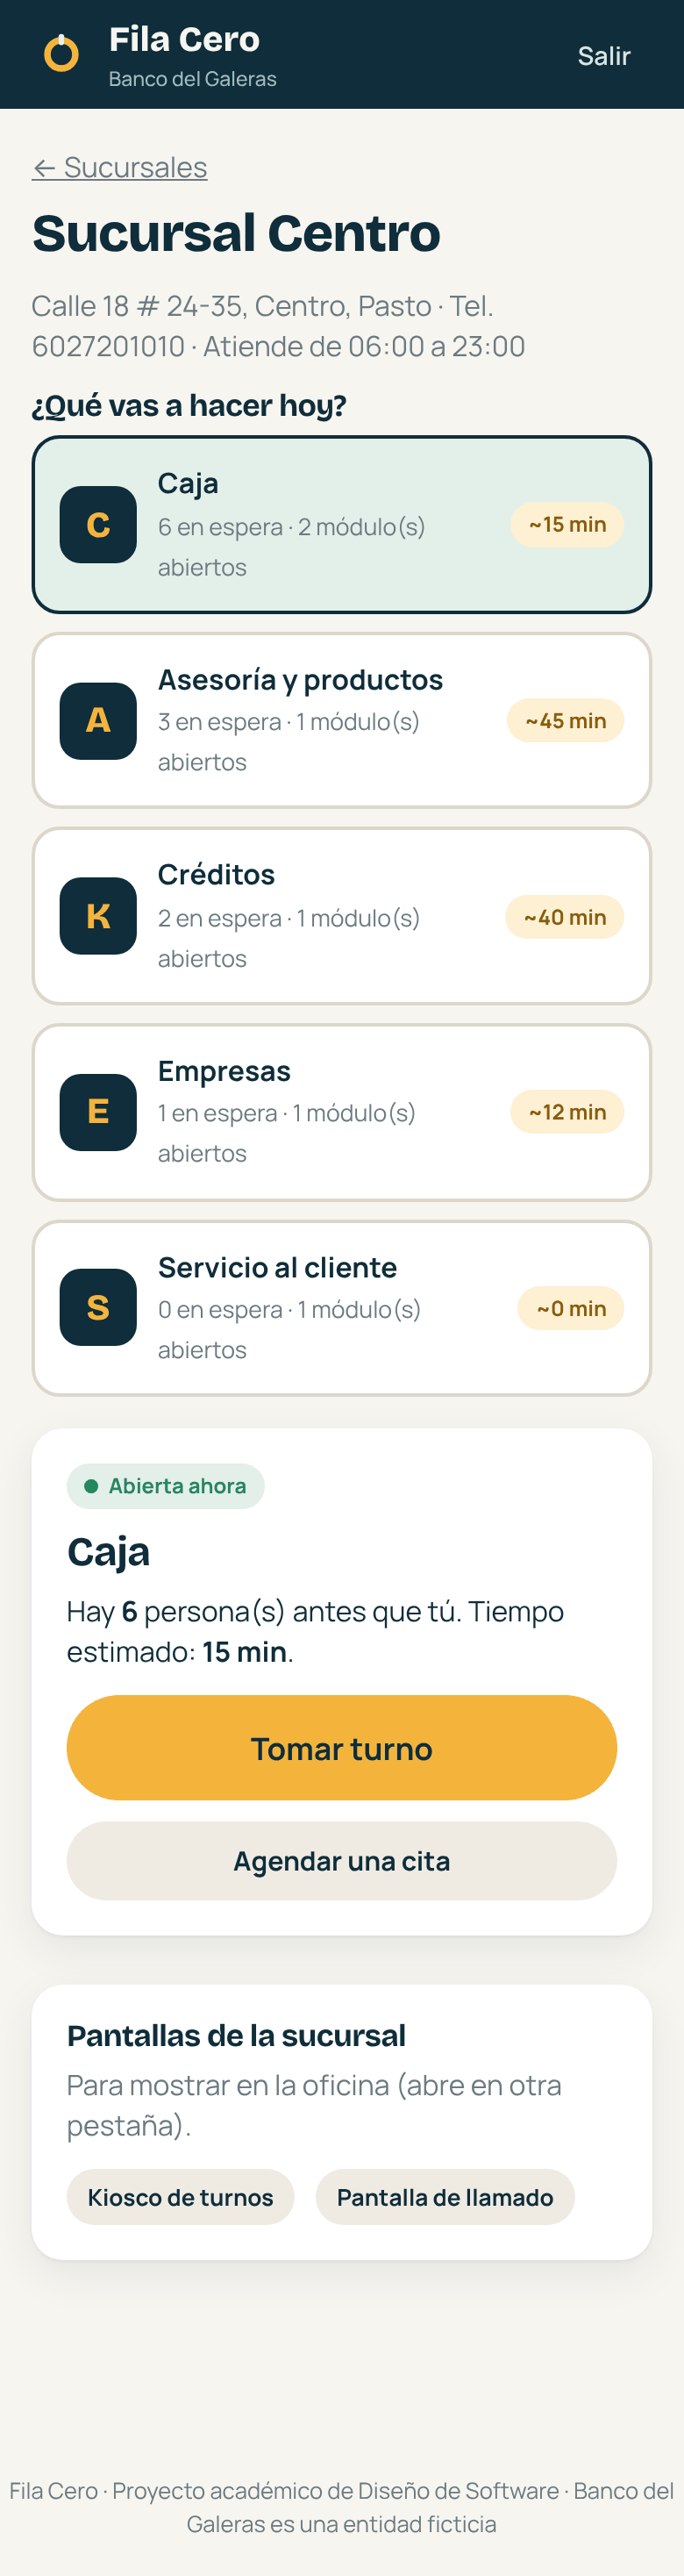 Fila Cero
Banco del Galeras
Salir
← Sucursales
Sucursal Centro
Calle 18 # 24-35, Centro, Pasto · Tel.
6027201010 · Atiende de 06:00 a 23:00
¿Qué vas a hacer hoy?
C
Caja
6 en espera · 2 módulo(s)
abiertos
~15 min
A
Asesoría y productos
3 en espera · 1 módulo(s)
abiertos
~45 min
K
Créditos
2 en espera · 1 módulo(s)
abiertos
~40 min
E
Empresas
1 en espera · 1 módulo(s)
abiertos
~12 min
S
Servicio al cliente
0 en espera · 1 módulo(s)
abiertos
~0 min
Abierta ahora
Caja
Hay 6 persona(s) antes que tú. Tiempo
estimado: 15 min.
Tomar turno
Agendar una cita
Pantallas de la sucursal
Para mostrar en la oficina (abre en otra
pestaña).
Kiosco de turnos
Pantalla de llamado
Fila Cero · Proyecto académico de Diseño de Software · Banco del
Galeras es una entidad ficticia